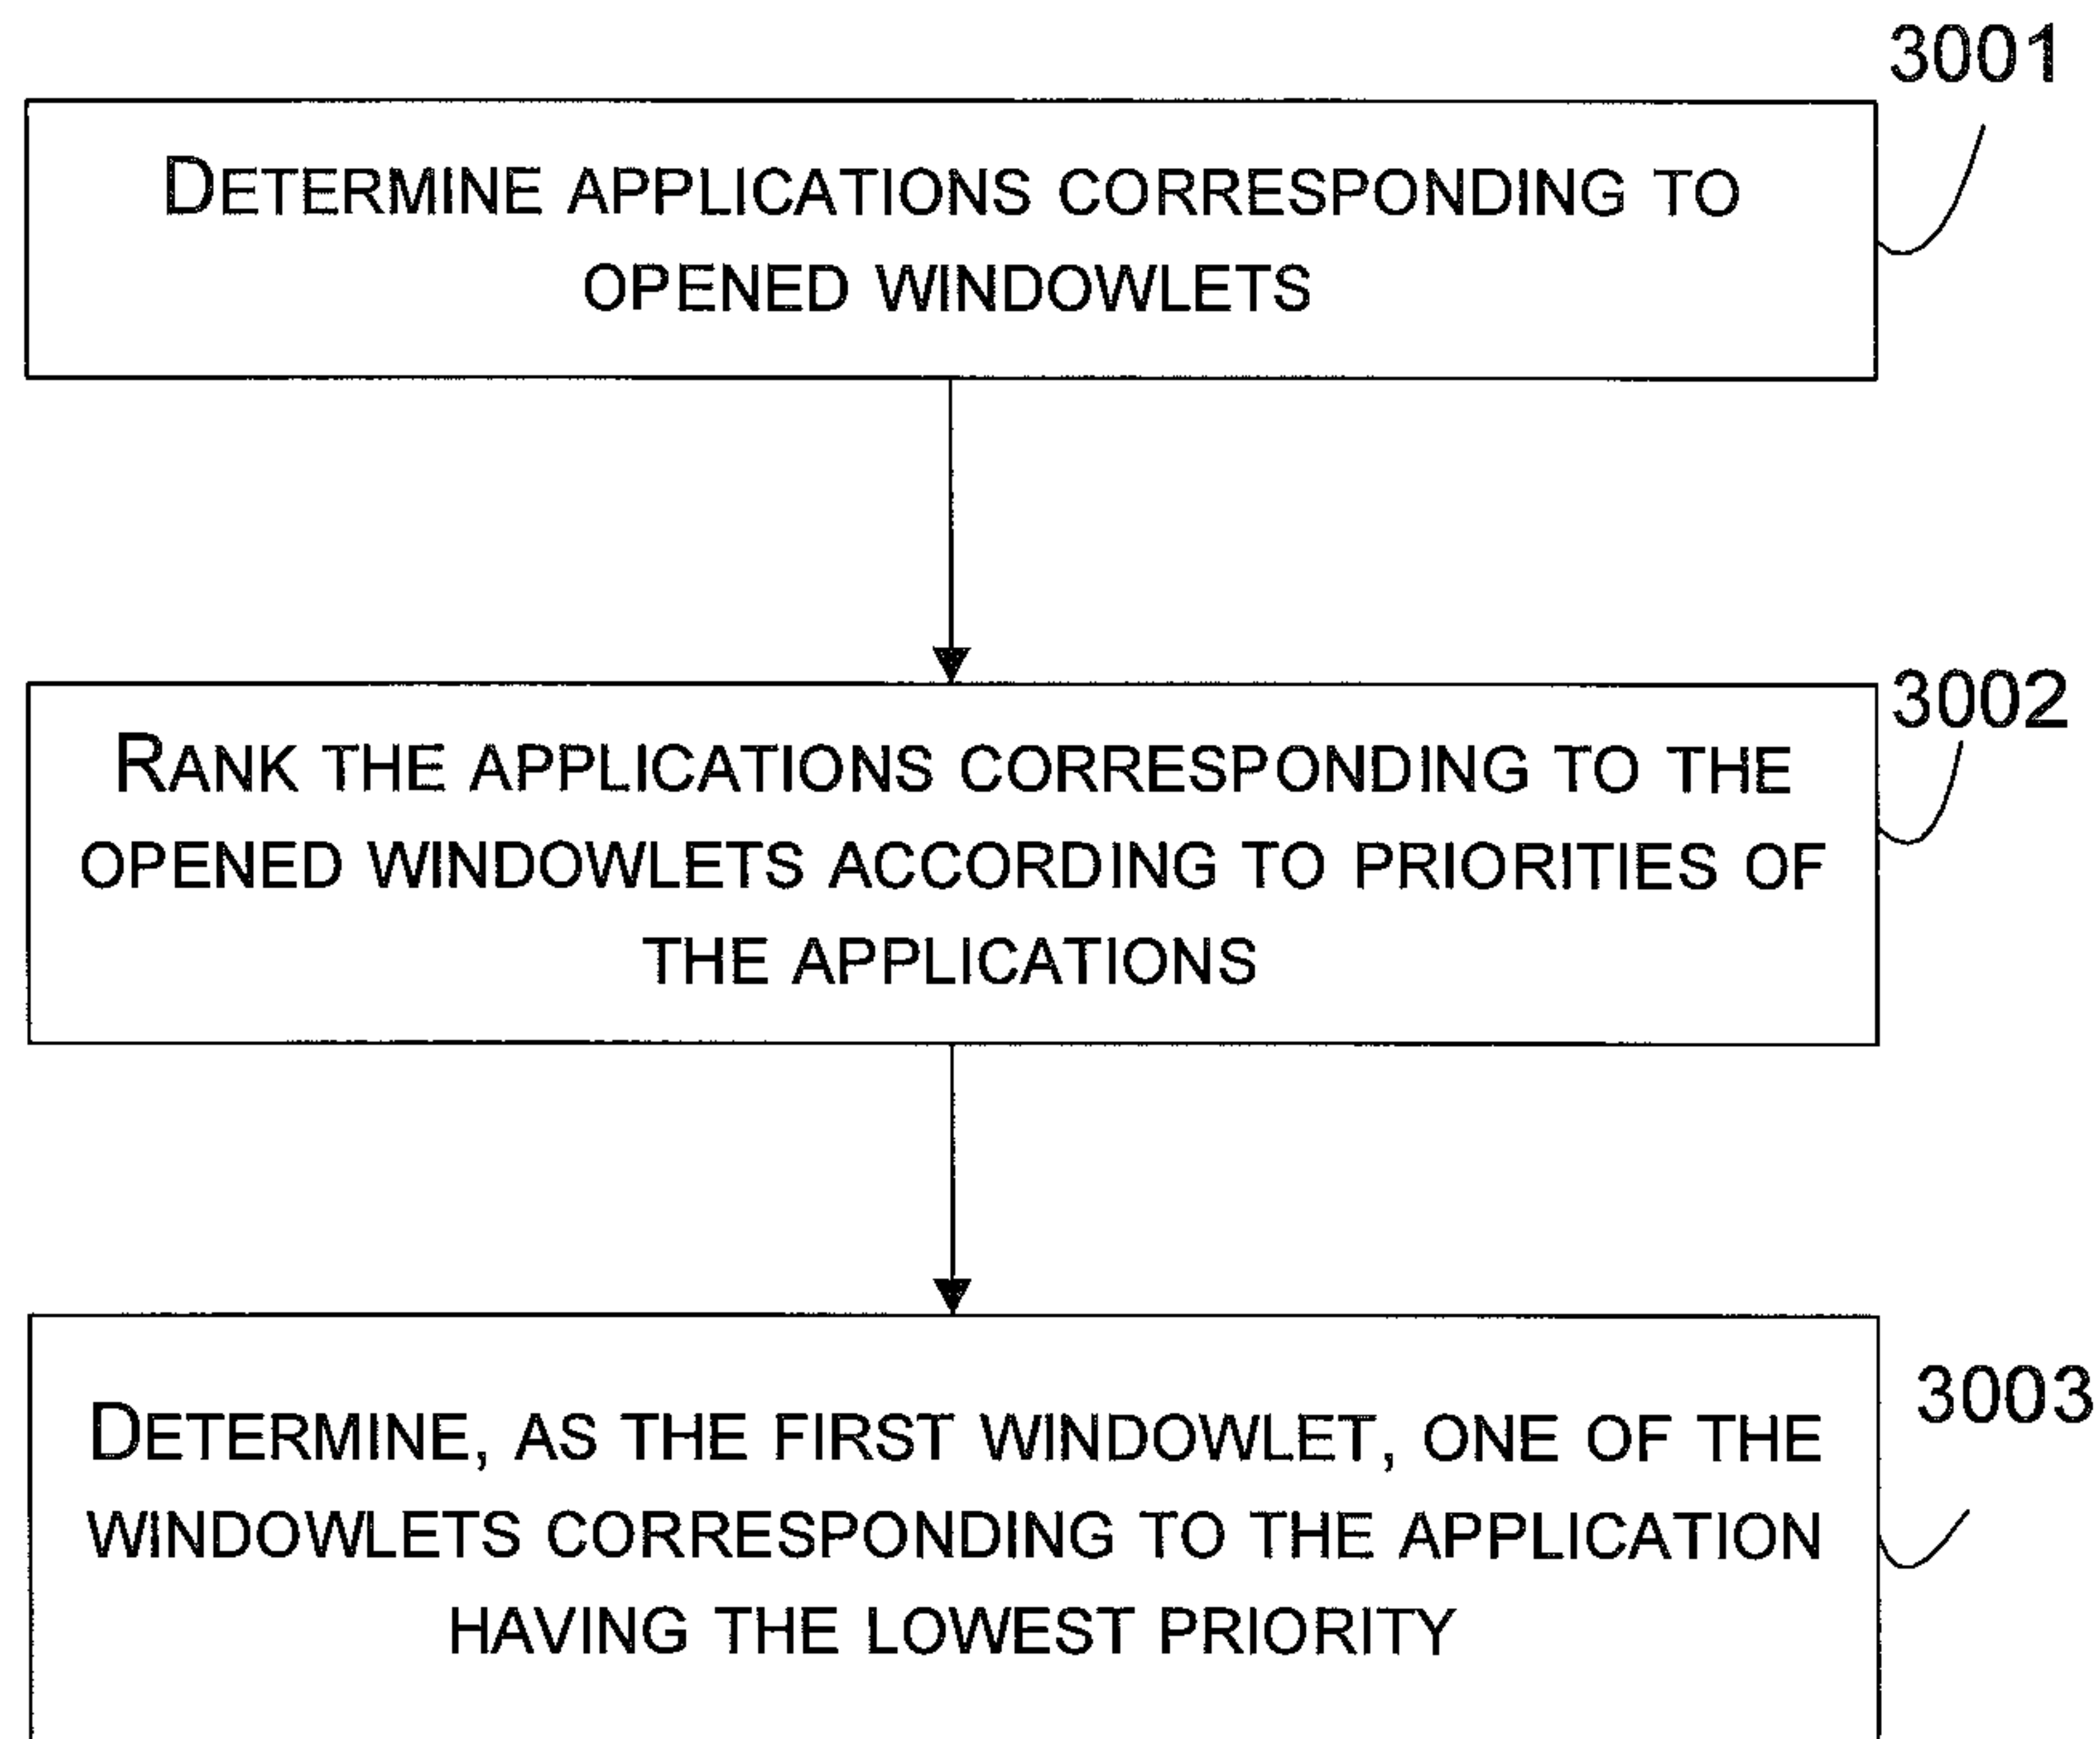 3001
DETERMINE APPLICATIONS CORRESPONDING TO
OPENED WINDOWLETS
3002
RANK THE APPLICATIONS CORRESPONDING TO THE
OPENED WINDOWLETS ACCORDING TO PRIORITIES OF
THE APPLICATIONS
3003
DETERMINE, AS THE FIRST WINDOWLET, ONE OF THE
WINDOWLETS CORRESPONDING TO THE APPLICATION
HAVING THE LOWEST PRIORITY